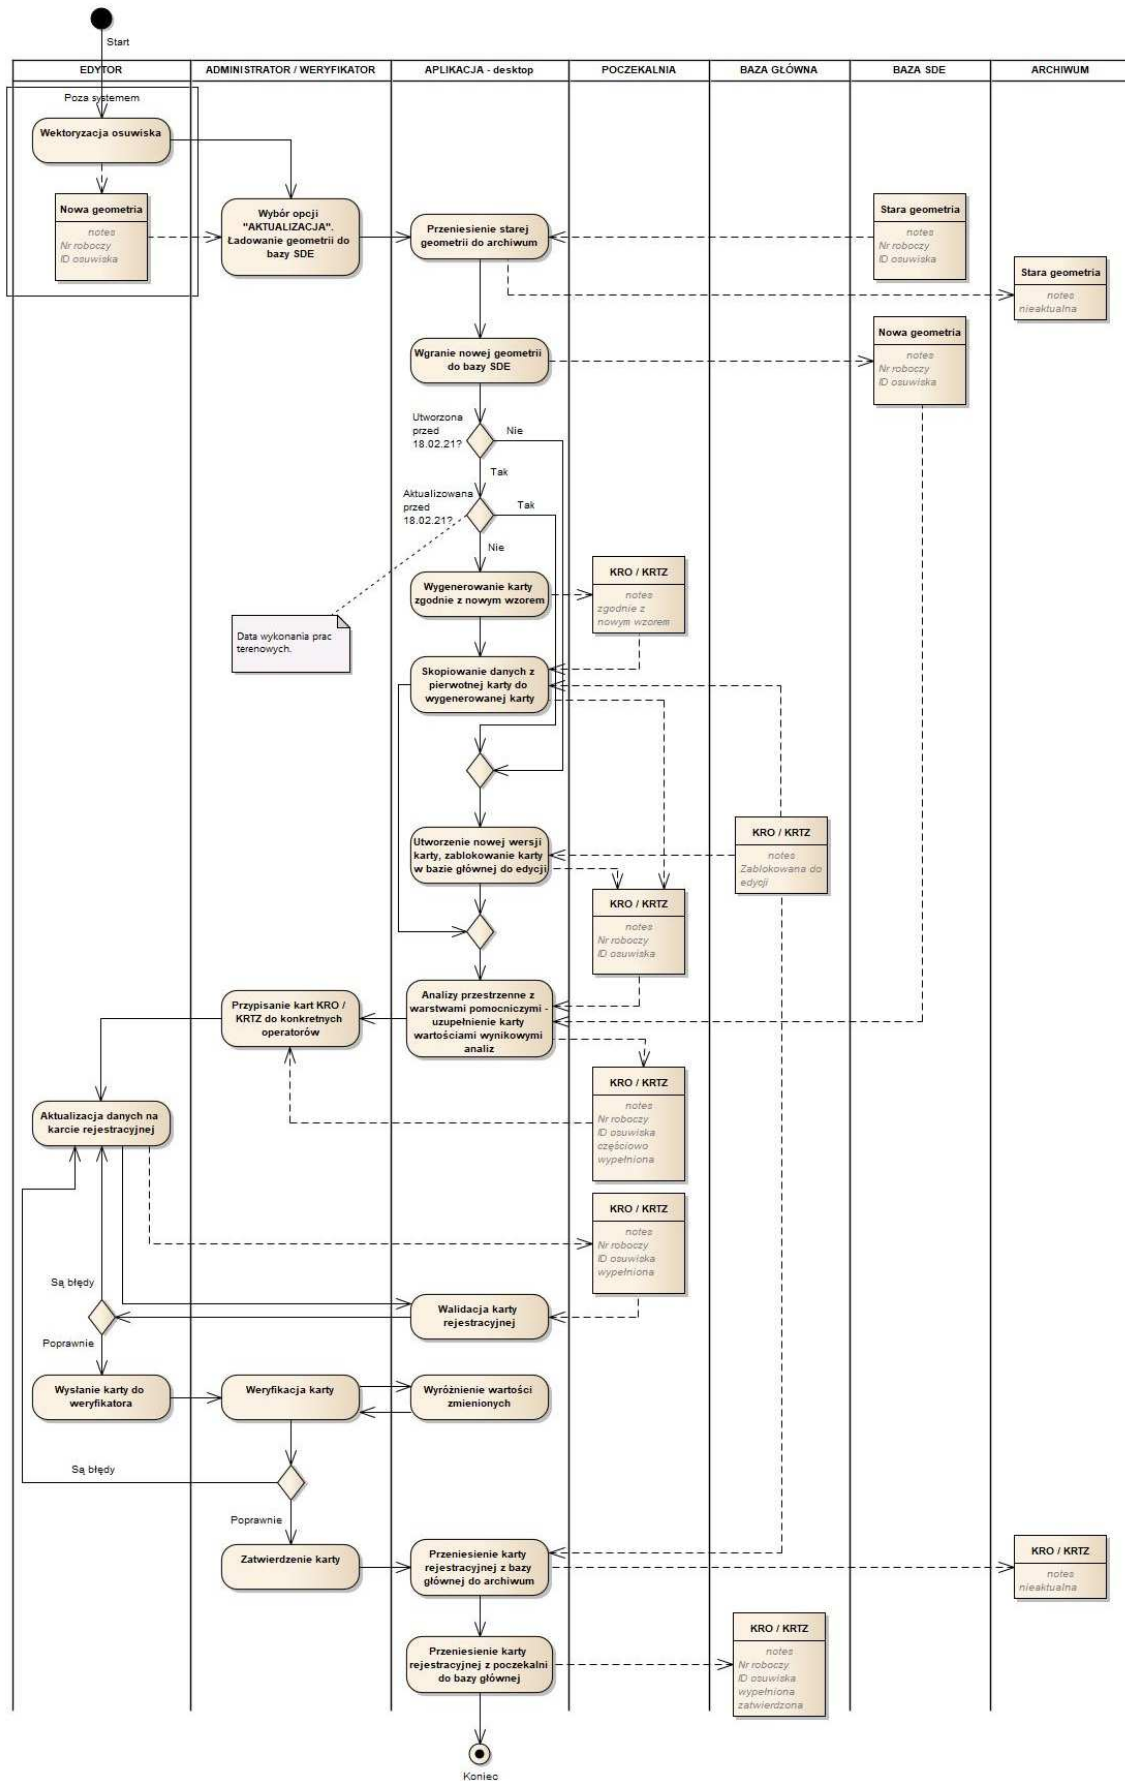 Start
EDYTOR
ADMINISTRATOR / WERYFIKATOR
APLIKACJA - desktop
POCZEKALNIA
BAZA GŁÓWNA
BAZA SDE
ARCHIWUM
Poza systemem
Wektoryzacja osuwiska
Nowa geometria
notes
Nr roboczy
ID osuwiska
Wybór opcji
"AKTUALIZACJA".
Ładowanie geometrii do
bazy SDE
Przeniesienie starej
geometrii do archiwum
Stara geometria
notes
Nr roboczy
ID osuwiska
Stara geometria
notes
nieaktualna
Wgranie nowej geometrii
do bazy SDE
Nowa geometria
notes
Nr roboczy
ID osuwiska
Utworzona
przed
18.02.21?
Nie
Tak
Aktualizowana
przed
18.02.21?
Tak
Nie
Wygenerowanie karty
zgodnie z nowym wzorem
KRO / KRTZ
notes
zgodnie z
nowym wzorem
Data wykonania prac
terenowych.
Skopiowanie danych z
pierwotnej karty do
wygenerowanej karty
Utworzenie nowej wersji
karty, zablokowanie karty
w bazie głównej do edycji
KRO / KRTZ
notes
Zablokowana do
edycji
KRO / KRTZ
notes
Nr roboczy
ID osuwiska
Przypisanie kart KRO /
KRTZ do konkretnych
operatorów
Analizy przestrzenne z
warstwami pomocniczymi -
uzupełnienie karty
wartościami wynikowymi
analiz
KRO / KRTZ
notes
Nr roboczy
ID osuwiska
częściowo
wypełniona
Aktualizacja danych na
karcie rejestracyjnej
KRO / KRTZ
notes
Nr roboczy
ID osuwiska
wypełniona
Są błędy
Walidacja karty
rejestracyjnej
Poprawnie
Wysłanie karty do
weryfikatora
Weryfikacja karty
Wyróżnienie wartości
zmienionych
Są błędy
Poprawnie
Zatwierdzenie karty
Przeniesienie karty
rejestracyjnej z bazy
głównej do archiwum
KRO / KRTZ
notes
nieaktualna
Przeniesienie karty
rejestracyjnej z poczekalni
do bazy głównej
KRO / KRTZ
notes
Nr roboczy
ID osuwiska
wypełniona
zatwierdzona
Koniec